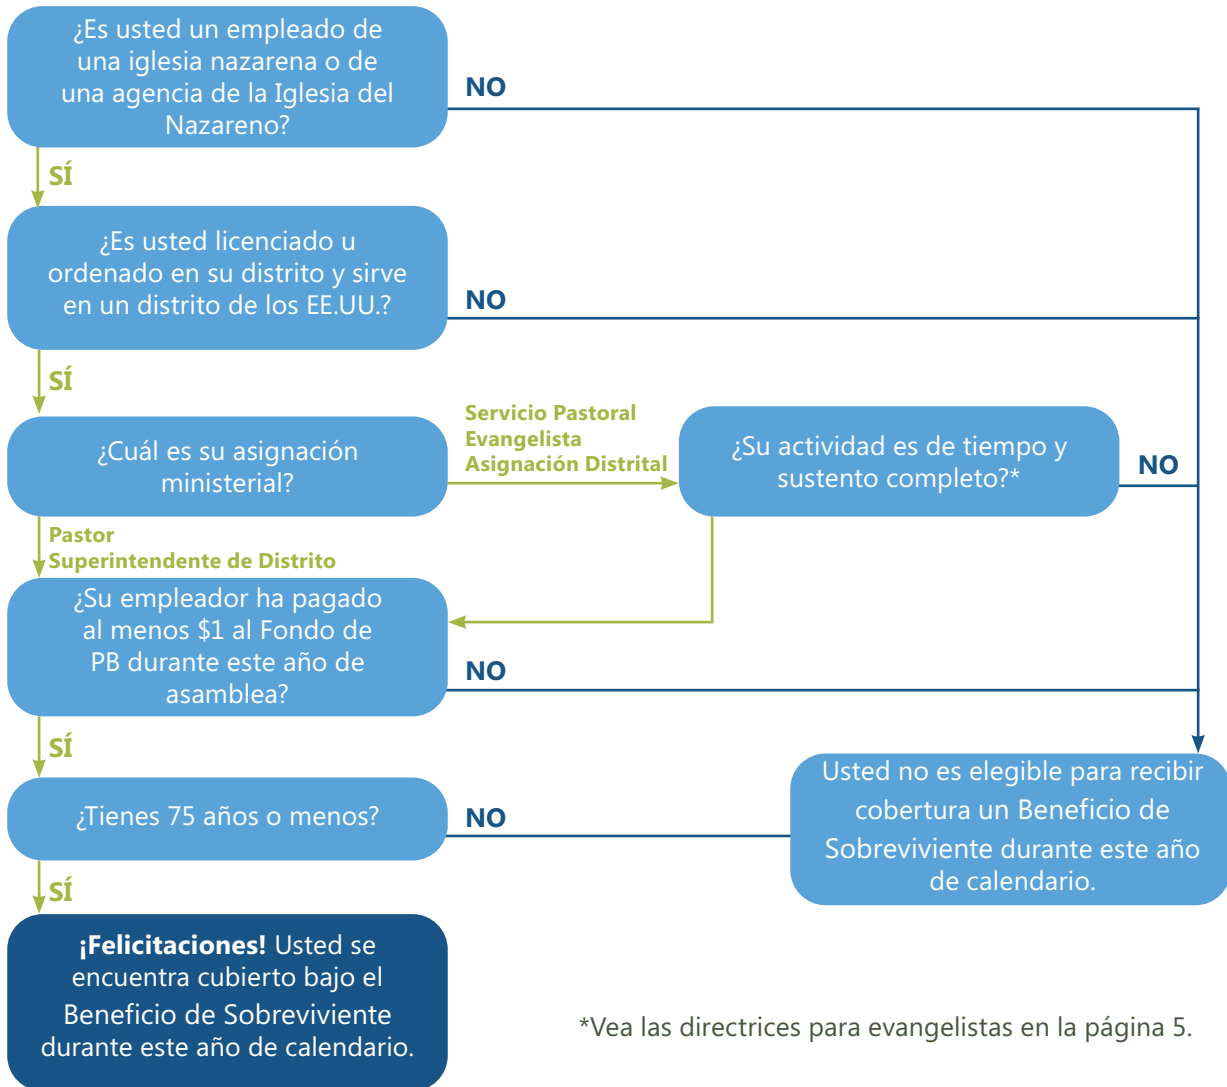 ¿Es usted un empleado de
una iglesia nazarena o de
una agencia de la Iglesia del
Nazareno?
NO
SÍ
¿Es usted licenciado u
ordenado en su distrito y sirve
en un distrito de los EE.UU.?
NO
SÍ
¿Cuál es su asignación
ministerial?
Servicio Pastoral
Evangelista
Asignación Distrital
¿Su actividad es de tiempo y
sustento completo?*
NO
Pastor
Superintendente de Distrito
¿Su empleador ha pagado
al menos $1 al Fondo de
PB durante este año de
asamblea?
NO
SÍ
¿Tienes 75 años o menos?
NO
Usted no es elegible para recibir
cobertura un Beneficio de
Sobreviviente durante este año
de calendario.
SÍ
¡Felicitaciones! Usted se
encuentra cubierto bajo el
Beneficio de Sobreviviente
durante este año de calendario.
*Vea las directrices para evangelistas en la página 5.